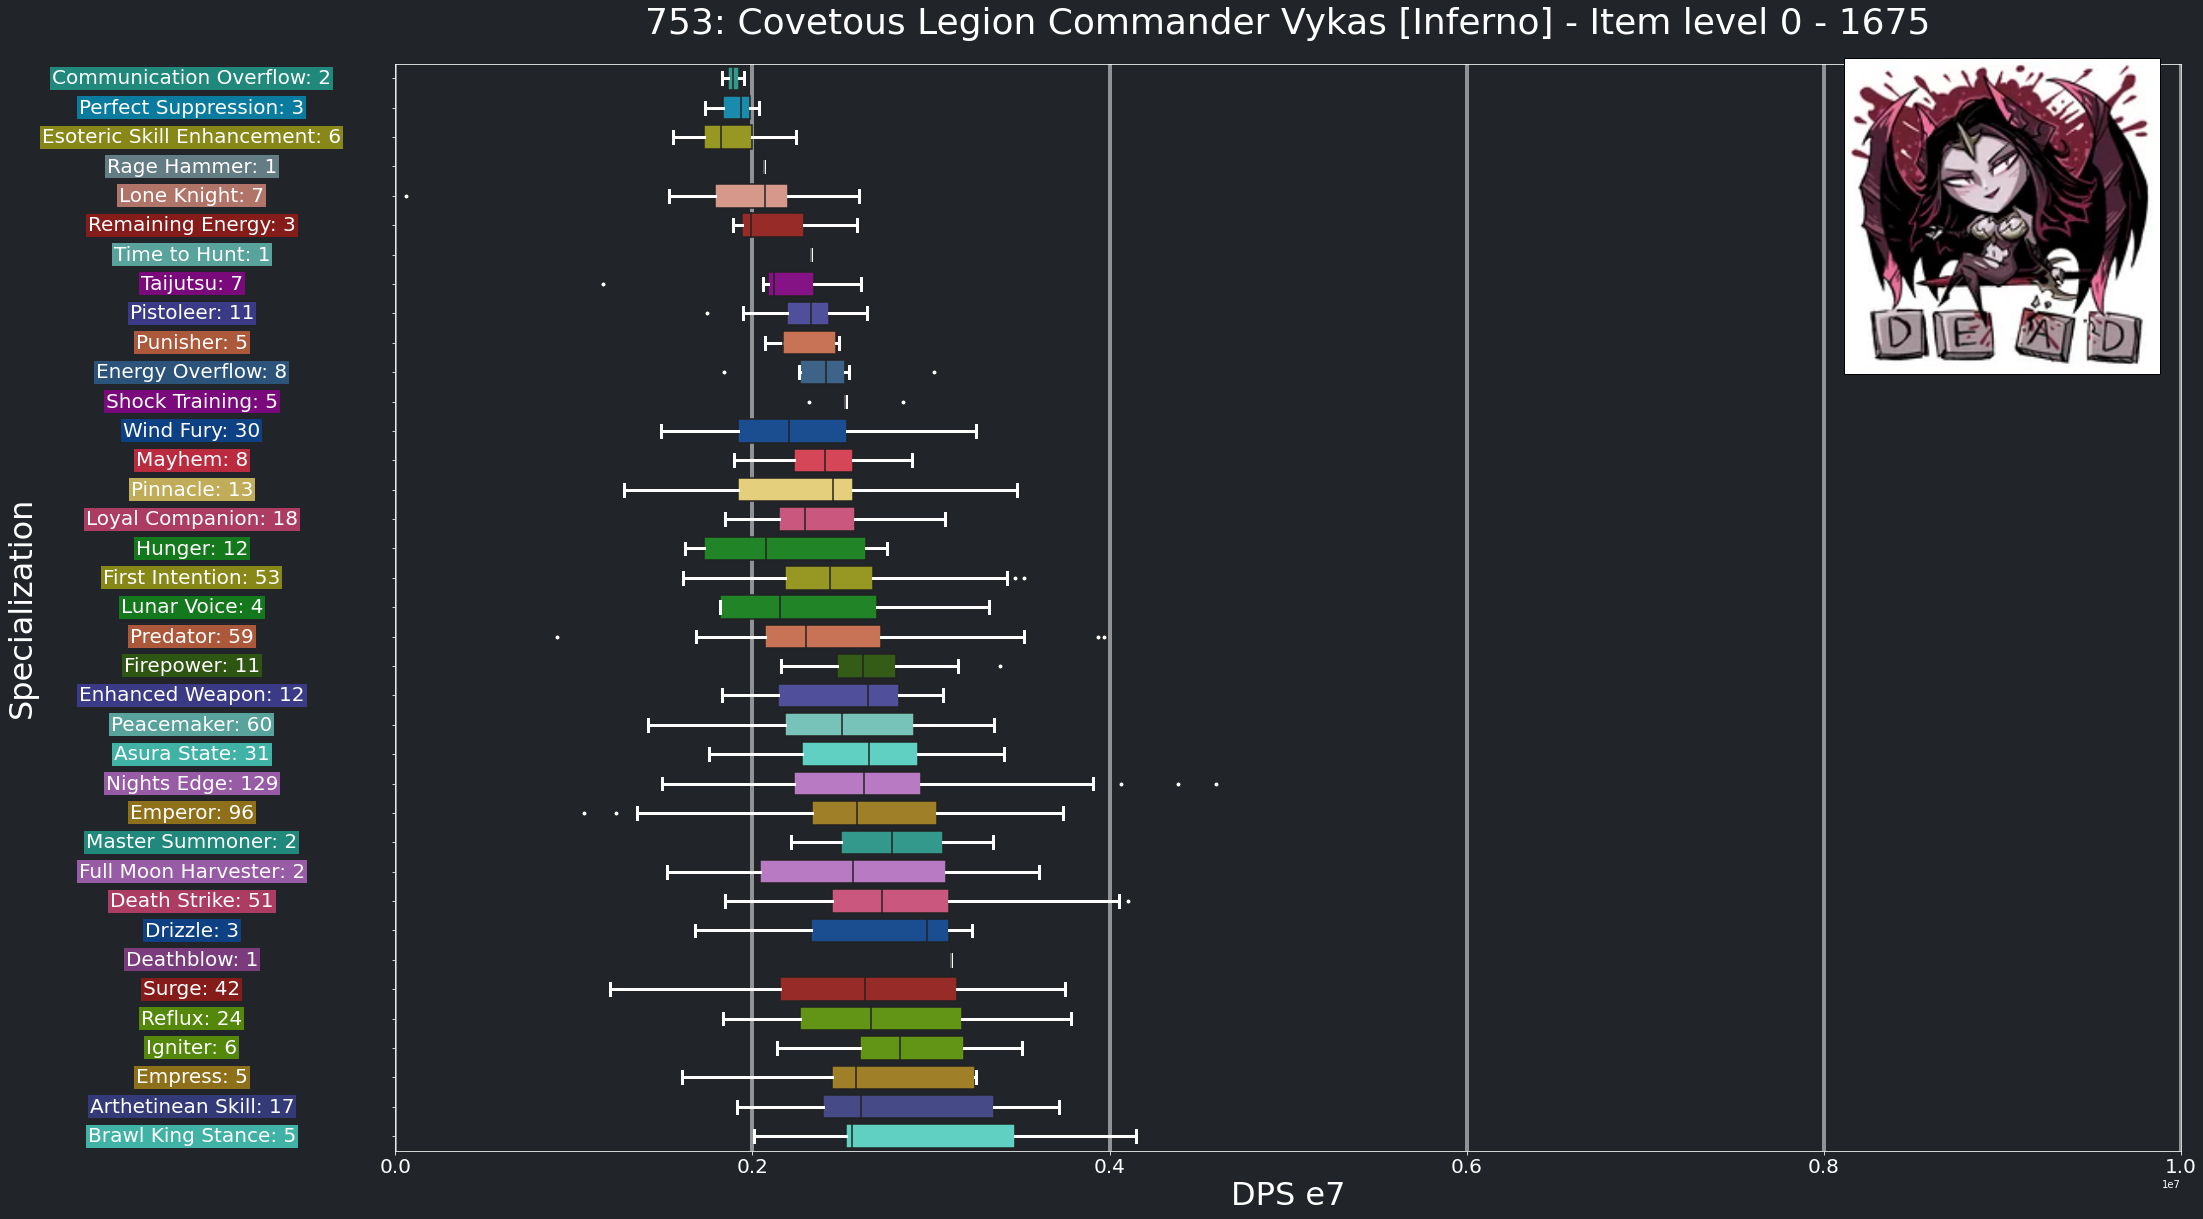 753: Covetous Legion Commander Vykas [Inferno] - Item level 0 - 1675
Communication Overflow: 2
Perfect Suppression: 3
Esoteric Skill Enhancement: 6
Rage Hammer: 1
Lone Knight: 7
Remaining Energy: 3
Time to Hunt: 1
Taijutsu: 7
Pistoleer: 11
Punisher: 5
Energy Overflow: 8
Shock Training: 5
Wind Fury: 30
Mayhem: 8
Pinnacle: 13
Loyal Companion: 18
Hunger: 12
First Intention: 53
Lunar Voice: 4
Predator: 59
Firepower: 11
Enhanced Weapon: 12
Peacemaker: 60
Asura State: 31
Nights Edge: 129
Emperor: 96
Master Summoner: 2
Full Moon Harvester: 2
Death Strike: 51
Drizzle: 3
Deathblow: 1
Surge: 42
Reflux: 24
Igniter: 6
Empress: 5
Arthetinean Skill: 17
Brawl King Stance: 5
Specialization
DEAD
0.0 0.2 0.4 0.6 0.8 1.0
1e7
DPS e7